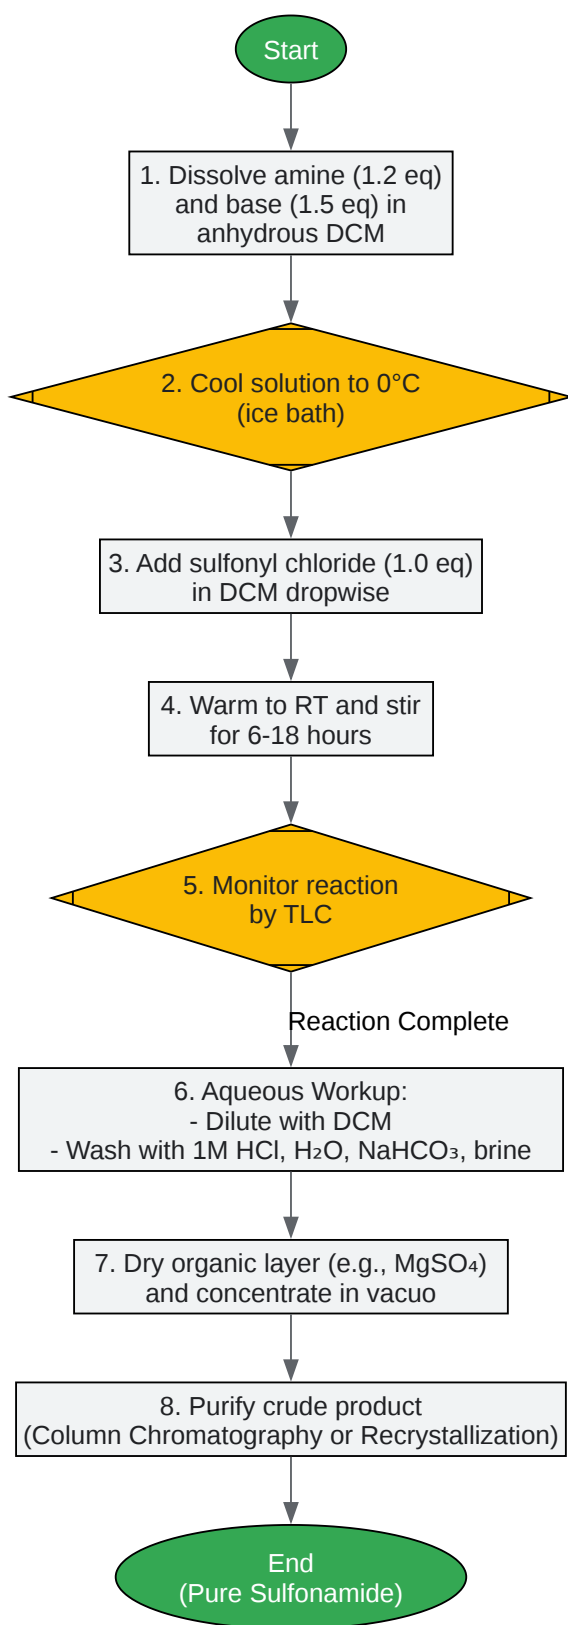 Start
1. Dissolve amine (1.2 eq)
and base (1.5 eq) in
anhydrous DCM
2. Cool solution to 0°C
(ice bath)
3. Add sulfonyl chloride (1.0 eq)
in DCM dropwise
4. Warm to RT and stir
for 6-18 hours
5. Monitor reaction
by TLC
Reaction Complete
6. Aqueous Workup:
- Dilute with DCM
- Wash with 1M HCl, H₂O, NaHCO₃, brine
7. Dry organic layer (e.g., MgSO₄)
and concentrate in vacuo
8. Purify crude product
(Column Chromatography or Recrystallization)
End
(Pure Sulfonamide)